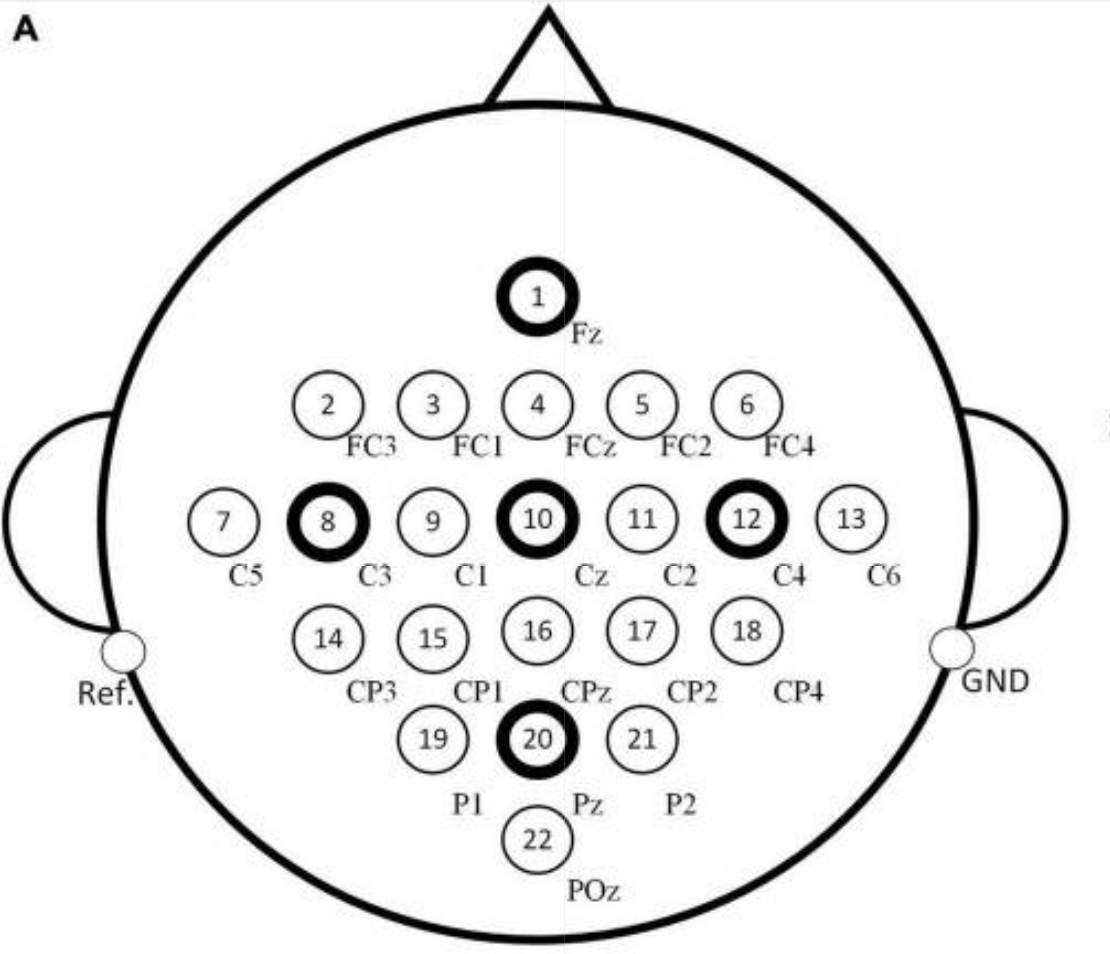 A
1
Fz
2 3 4 5 6
FC3 FC1 FCz FC2 FC4
7 8 9 10 11 12 13
C5 C3 C1 Cz C2 C4 C6
14 15 16 17 18
Ref. GND
CP3 CP1 CPz CP2 CP4
19 20 21
P1 Pz P2
22
POz